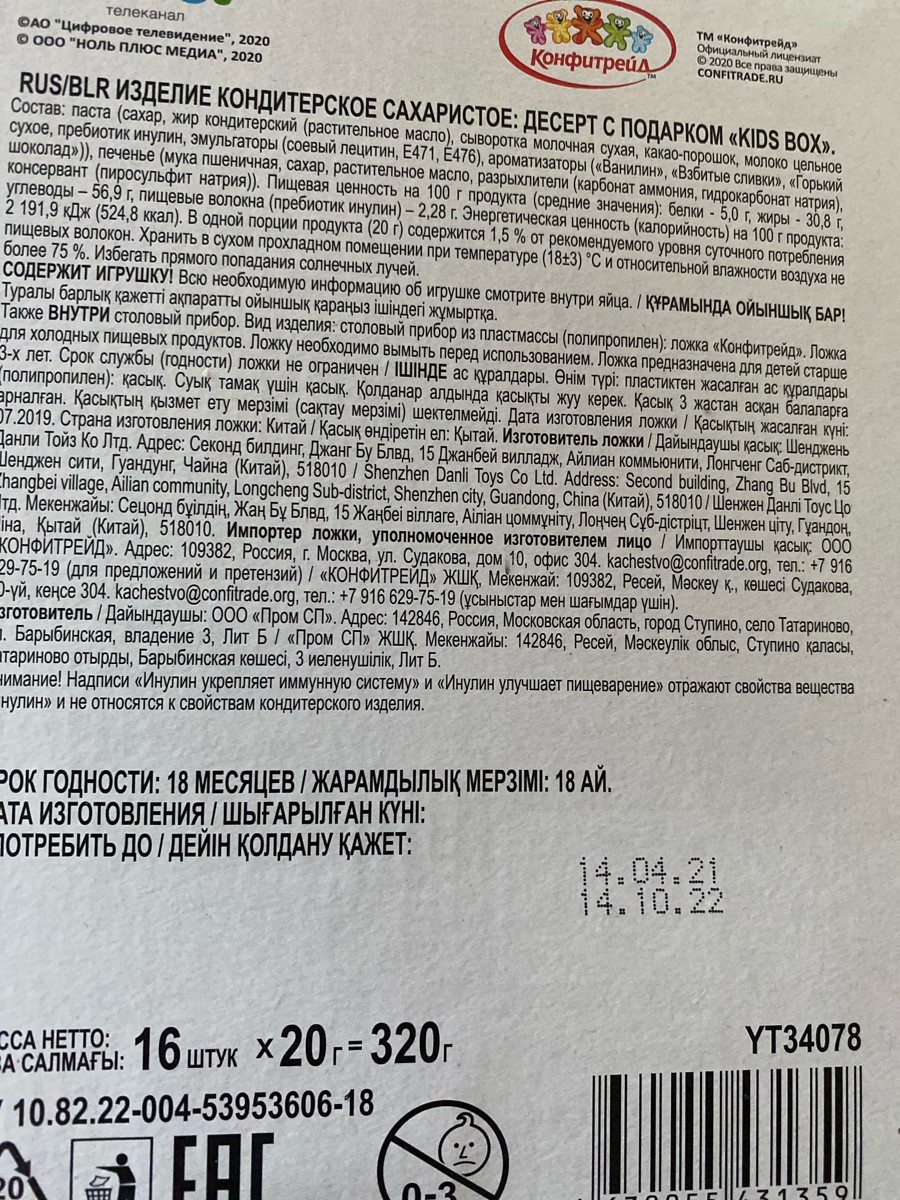 телеканал
©АО "Цифровое телевидение", 2020
© ООО "НОЛЬ ПЛЮС МЕДИА", 2020
Конфитрейд
TM
ТМ «Конфитрейд»
Официальный лицензиат
© 2020 Все права защищены
CONFITRADE.RU
RUS/BLR ИЗДЕЛИЕ КОНДИТЕРСКОЕ САХАРИСТОЕ: ДЕСЕРТ С ПОДАРКОМ «KIDS BOX».
Состав: паста (сахар, жир кондитерский (растительное масло), сыворотка молочная сухая, какао-порошок, молоко цельное
сухое, пребиотик инулин, эмульгаторы (соевый лецитин, Е471, Е476), ароматизаторы («Ванилин», «Взбитые сливки», «Горький
шоколад»)), печенье (мука пшеничная, сахар, растительное масло, разрыхлители (карбонат аммония, гидрокарбонат натрия),
консервант (пиросульфит натрия)). Пищевая ценность на 100 г продукта (средние значения): белки - 5,0 г, жиры - 30,8 г,
углеводы – 56,9 г, пищевые волокна (пребиотик инулин) – 2,28 г. Энергетическая ценность (калорийность) на 100 г продукта:
2 191,9 кДж (524,8 ккал). В одной порции продукта (20 г) содержится 1,5 % от рекомендуемого уровня суточного потребления
пищевых волокон. Хранить в сухом прохладном помещении при температуре (18±3) °С и относительной влажности воздуха не
более 75 %. Избегать прямого попадания солнечных лучей.
СОДЕРЖИТ ИГРУШКУ! Всю необходимую информацию об игрушке смотрите внутри яйца. / ҚҰРАМЫНДА ОЙЫНШЫҚ БАР!
Туралы барлық қажетті ақпаратты ойыншық қараңыз ішіндегі жұмыртқа.
Также ВНУТРИ столовый прибор. Вид изделия: столовый прибор из пластмассы (полипропилен): ложка «Конфитрейд». Ложка
для холодных пищевых продуктов. Ложку необходимо вымыть перед использованием. Ложка предназначена для детей старше
3-х лет. Срок службы (годности) ложки не ограничен / ІШІНДЕ ас құралдары. Өнім түрі: пластиктен жасалған ас құралдары
(полипропилен): қасық. Суық тамақ үшін қасық. Қолданар алдында қасықты жуу керек. Қасық 3 жастан асқан балаларға
арналған. Қасықтың қызмет ету мерзімі (сақтау мерзімі) шектелмейді. Дата изготовления ложки / Қасықтың жасалған күні:
07.2019. Страна изготовления ложки: Китай / Қасық өндіретін ел: Қытай. Изготовитель ложки / Дайындаушы қасық: Шенджень
Данли Тойз Ко Лтд. Адрес: Секонд билдинг, Джанг Бу Блвд, 15 Джанбей вилладж, Айлиан коммьюнити, Лонгченг Саб-дистрикт,
Шенджен сити, Гуандунг, Чайна (Китай), 518010 / Shenzhen Danli Toys Co Ltd. Address: Second building, Zhang Bu Blvd, 15
Zhangbei village, Ailian community, Longcheng Sub-district, Shenzhen city, Guandong, China (Китай), 518010 / Шенжен Данлі Тоус Цо
лтд. Мекенжайы: Сецонд бұілдің, Жаң Бұ Блвд, 15 Жаңбеі віллаге, Аіліан цоммұніту, Лоңчең Сұб-дістріцт, Шенжен ціту, Гұандоң,
іна, Қытай (Китай), 518010. Импортер ложки, уполномоченное изготовителем лицо / Импорттаушы қасық: ООО
«КОНФИТРЕЙД». Адрес: 109382, Россия, г. Москва, ул. Судакова, дом 10, офис 304. kachestvo@confitrade.org, тел.: +7 916
29-75-19 (для предложений и претензий) / «КОНФИТРЕЙД» ЖШҚ, Мекенжай: 109382, Ресей, Мәскеу қ., көшесі Судакова,
0-үй, кеңсе 304. kachestvo@confitrade.org, тел.: +7 916 629-75-19 (ұсыныстар мен шағымдар үшін).
зготовитель / Дайындаушы: ООО «Пром СП». Адрес: 142846, Россия, Московская область, город Ступино, село Татариново,
л. Барыбинская, владение 3, Лит Б / «Пром СП» ЖШҚ. Мекенжайы: 142846, Ресей, Мәскеулік облыс, Ступино қаласы,
атариново отырды, Барыбинская көшесі, 3 иеленушілік, Лит Б.
нимание! Надписи «Инулин укрепляет иммунную систему» и «Инулин улучшает пищеварение» отражают свойства вещества
нулин» и не относятся к свойствам кондитерского изделия.
РОК ГОДНОСТИ: 18 МЕСЯЦЕВ / ЖАРАМДЫЛЫҚ МЕРЗІМІ: 18 АЙ.
АТА ИЗГОТОВЛЕНИЯ / ШЫҒАРЫЛҒАН КҮНІ:
ПОТРЕБИТЬ ДО / ДЕЙІН ҚОЛДАНУ ҚАЖЕТ:
14.04.21
14.10.22
ССА НЕТТО:
ЗА САЛМАҒЫ:
16 ШТУК x 20 г = 320г
YT34078
10.82.22-004-53953606-18
20
EAC
0-3